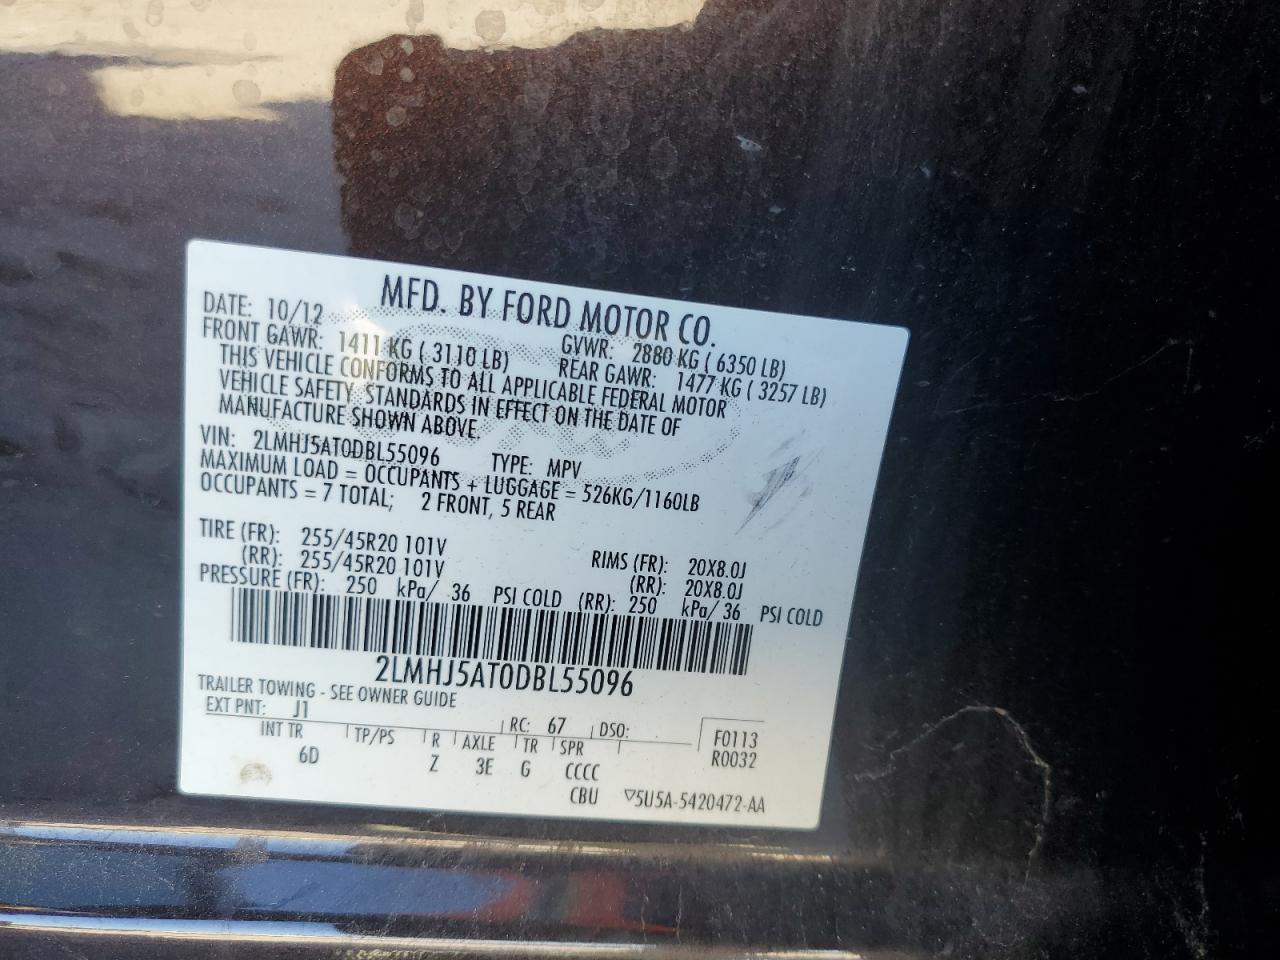 MFD. BY FORD MOTOR CO.
DATE: 10/12 GVWR: 2880 KG ( 6350 LB)
FRONT GAWR: 1411 KG ( 3110 LB) REAR GAWR: 1477 KG ( 3257 LB)
THIS VEHICLE CONFORMS TO ALL APPLICABLE FEDERAL MOTOR
VEHICLE SAFETY STANDARDS IN EFFECT ON THE DATE OF
MANUFACTURE SHOWN ABOVE.
VIN: 2LMHJ5AT0DBL55096 TYPE: MPV
MAXIMUM LOAD = OCCUPANTS + LUGGAGE = 526KG/1160LB
OCCUPANTS = 7 TOTAL; 2 FRONT, 5 REAR
TIRE (FR): 255/45R20 101V RIMS (FR): 20X8.0J
(RR): 255/45R20 101V (RR): 20X8.0J
PRESSURE (FR): 250 kPa/ 36 PSI COLD (RR): 250 kPa/ 36 PSI COLD
2LMHJ5AT0DBL55096
TRAILER TOWING - SEE OWNER GUIDE
EXT PNT: J1 RC: 67 DSO: F0113
INT TR TP/PS R AXLE TR SPR R0032
6D Z 3E G CCCC
CBU ▽5U5A-5420472-AA